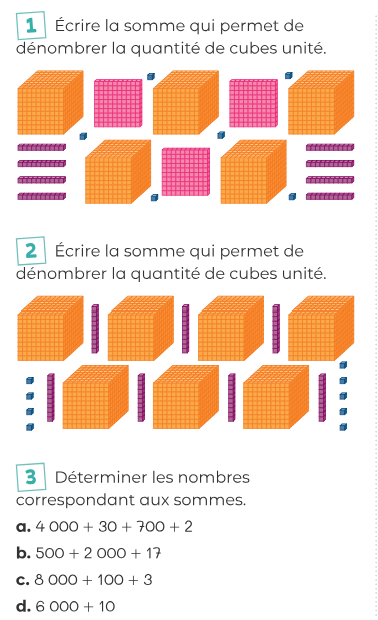 1 Écrire la somme qui permet de
dénombrer la quantité de cubes unité.
2 Écrire la somme qui permet de
dénombrer la quantité de cubes unité.
3 Déterminer les nombres
correspondant aux sommes.
a. 4 000 + 30 + 700 + 2
b. 500 + 2 000 + 17
c. 8 000 + 100 + 3
d. 6 000 + 10